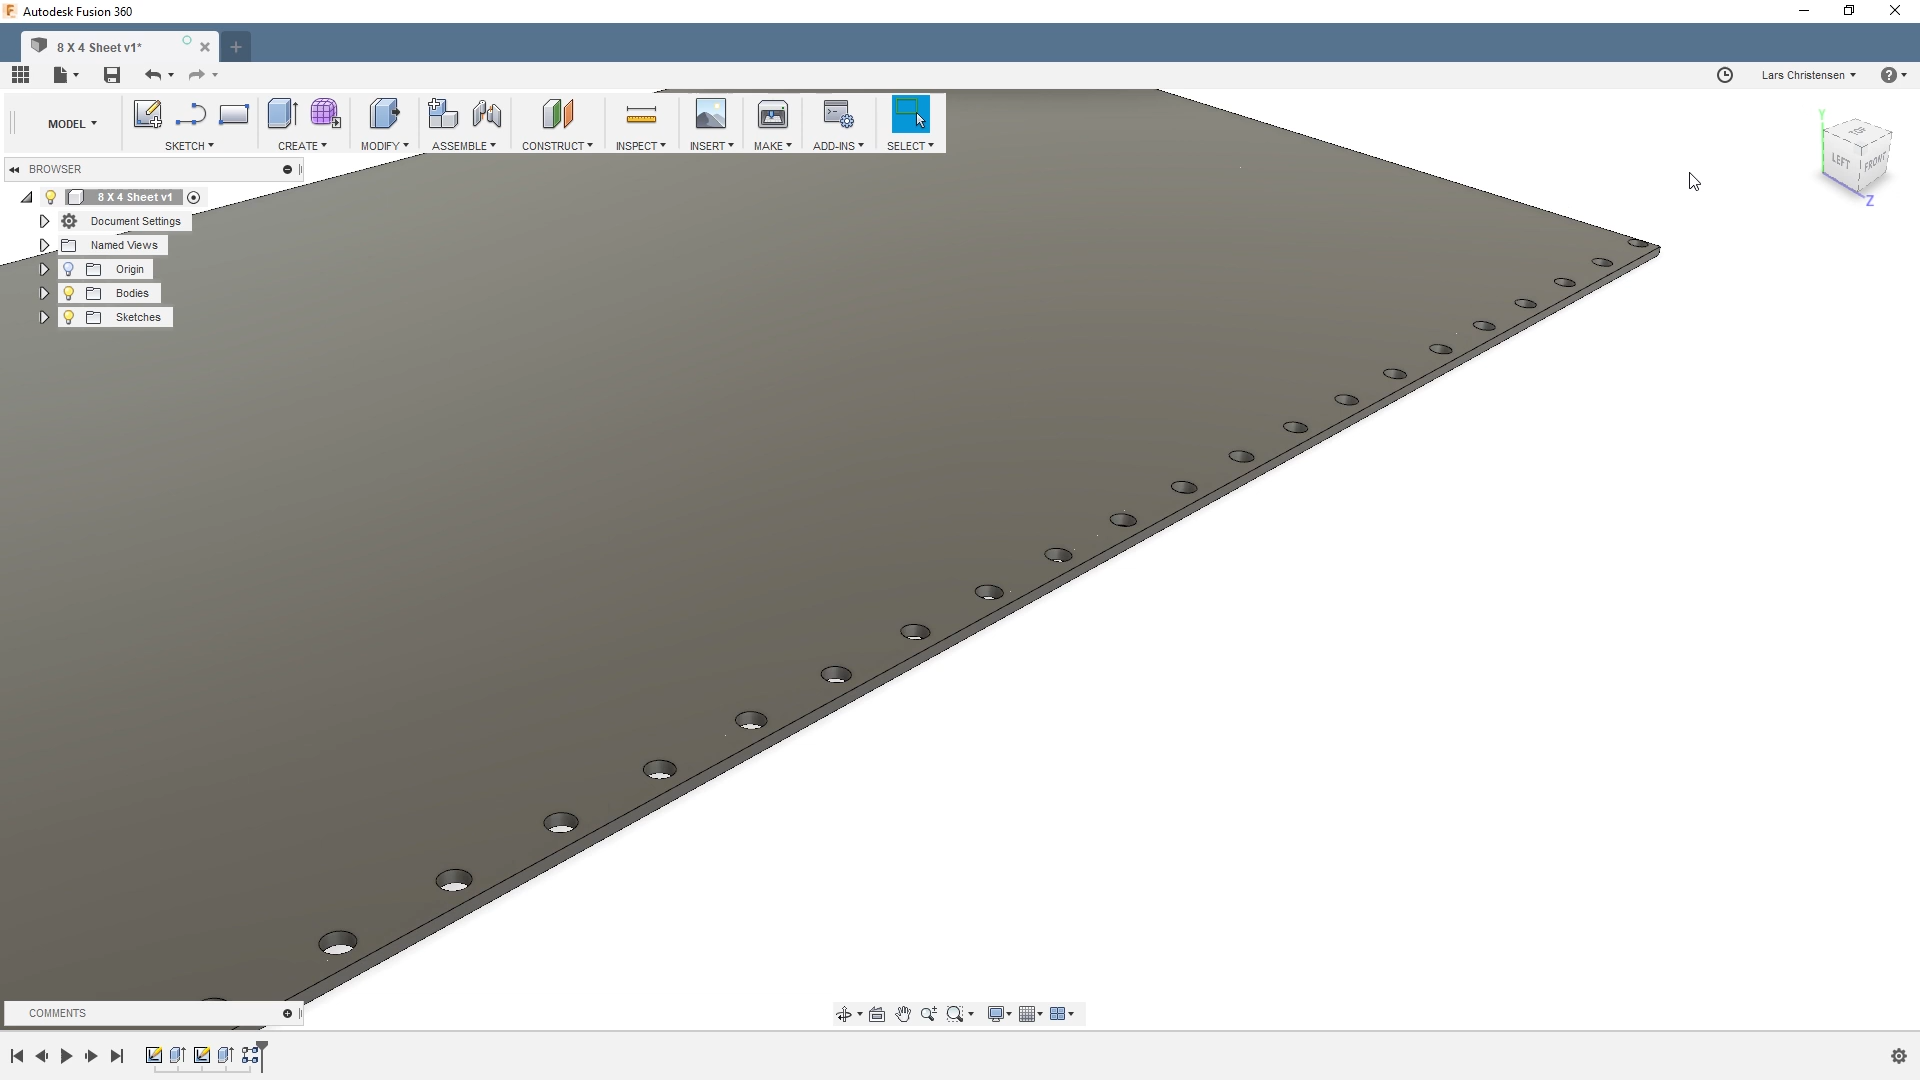 Autodesk Fusion 360
8 X 4 Sheet v1*
Lars Christensen
MODEL
SKETCH
CREATE
MODIFY
ASSEMBLE
CONSTRUCT
INSPECT
INSERT
MAKE
ADD-INS
SELECT
Y
TOP
LEFT
FRONT
Z
BROWSER
8 X 4 Sheet v1
Document Settings
Named Views
Origin
Bodies
Sketches
COMMENTS